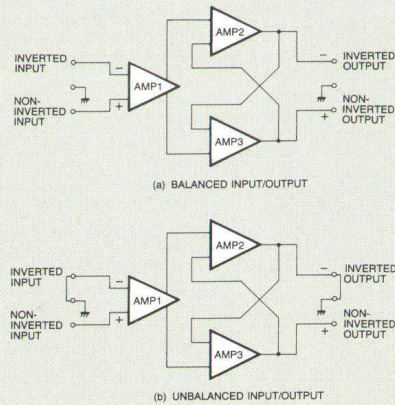 AMP2
INVERTED
INPUT
−
AMP1
−
INVERTED
OUTPUT
NON-
INVERTED
INPUT
+
NON-
INVERTED
OUTPUT
+
AMP3
(a) BALANCED INPUT/OUTPUT
AMP2
INVERTED
INPUT
−
AMP1
−
INVERTED
OUTPUT
NON-
INVERTED
INPUT
+
NON-
INVERTED
OUTPUT
+
AMP3
(b) UNBALANCED INPUT/OUTPUT